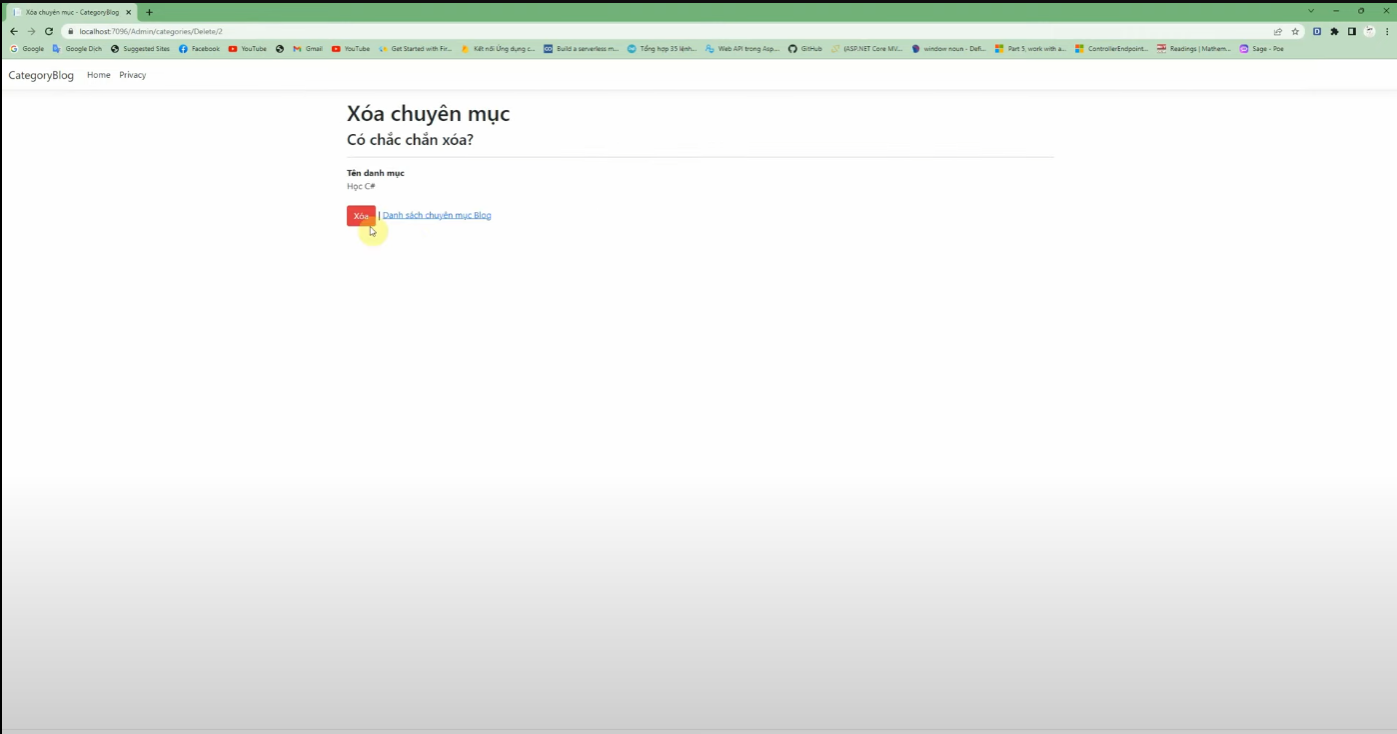 Xóa chuyên mục - CategoryBlog
localhost:7096/Admin/categories/Delete/2
Google Google Dịch Suggested Sites Facebook YouTube Gmail YouTube Get Started with Fir... Kết nối Ứng dụng c... Build a serverless m... Tổng hợp 35 lệnh... Web API trong Asp... GitHub (ASP.NET Core MV... window noun - Defi... Part 5, work with a... ControllerEndpoint... Readings | Mathem... Sage - Poe
CategoryBlog Home Privacy
Xóa chuyên mục
Có chắc chắn xóa?
Tên danh mục
Học C#
Xóa | Danh sách chuyên mục Blog